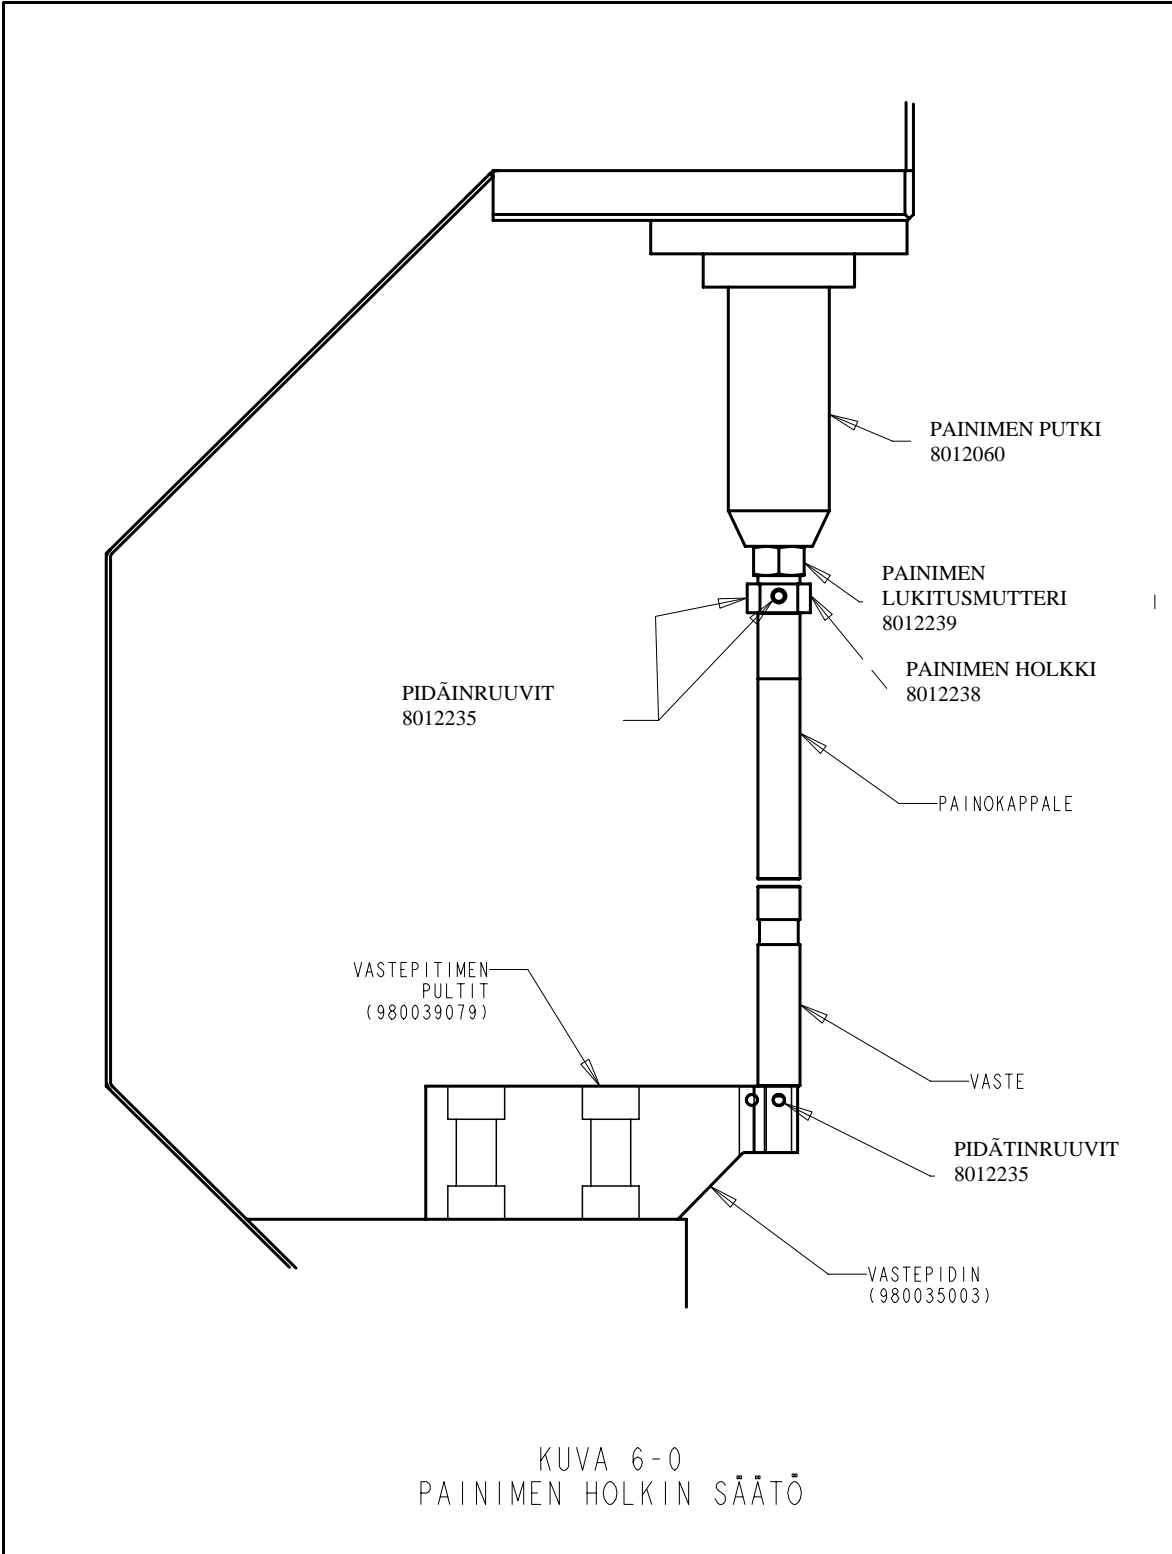 PAINIMEN PUTKI
8012060
PAINIMEN
LUKITUSMUTTERI
8012239
PAINIMEN HOLKKI
8012238
PIDÃINRUUVIT
8012235
PAINOKAPPALE
VASTEPITIMEN
PULTIT
(980039079)
VASTE
PIDÃTINRUUVIT
8012235
VASTEPIDIN
(980035003)
KUVA 6-0
PAINIMEN HOLKIN SÄÄTÖ